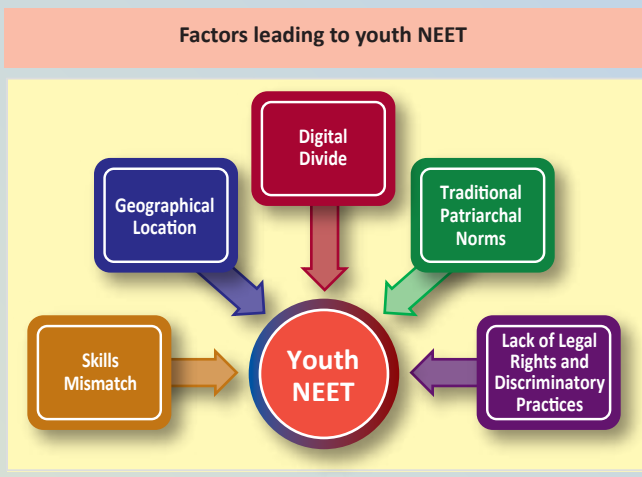 Factors leading to youth NEET
Digital
Divide
Geographical
Location
Traditional
Patriarchal
Norms
Skills
Mismatch
Youth
NEET
Lack of Legal
Rights and
Discriminatory
Practices